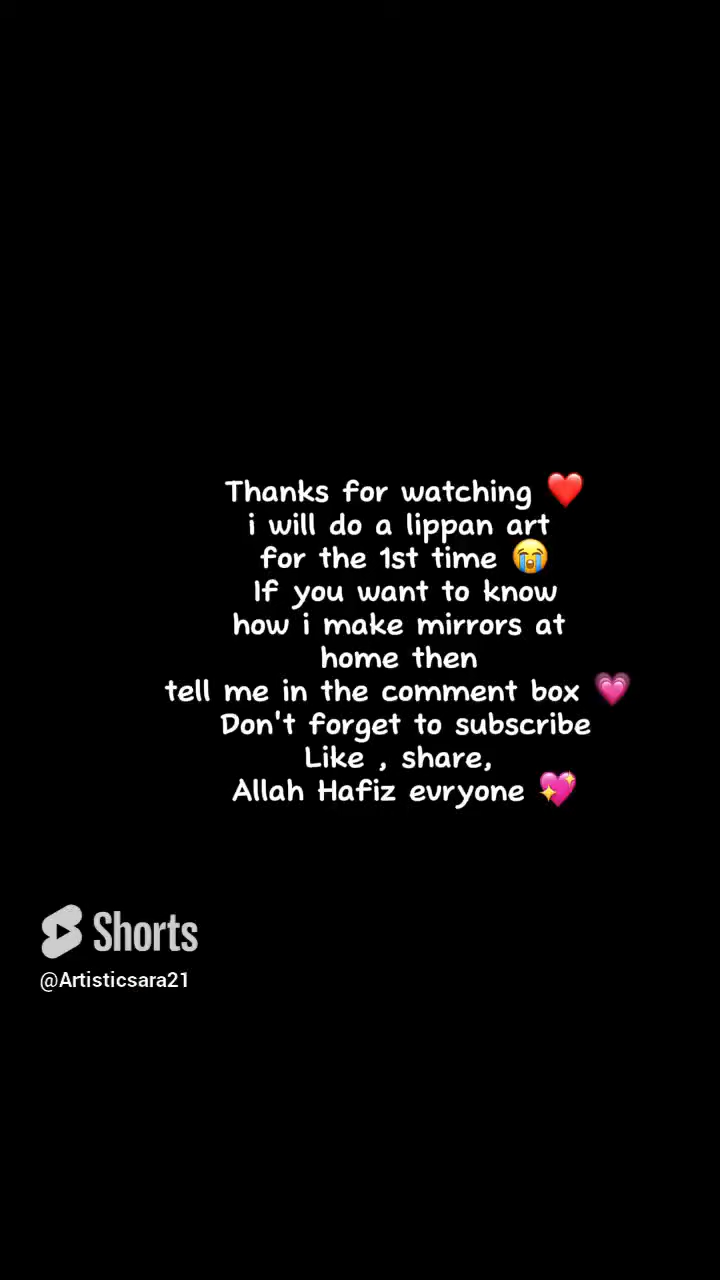 Thanks for watching ❤️
i will do a lippan art
for the 1st time 😭
If you want to know
how i make mirrors at
home then
tell me in the comment box 💗
Don't forget to subscribe
Like , share,
Allah Hafiz evryone 💖
Shorts
@Artisticsara21